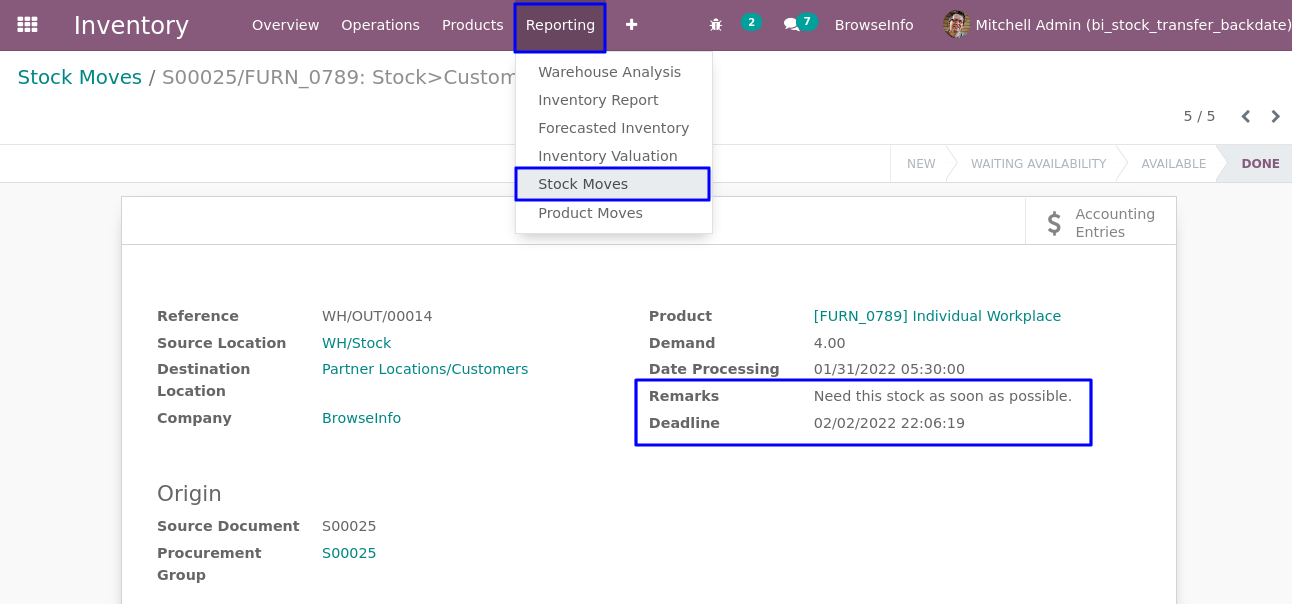 Inventory Overview Operations Products Reporting + 2 7 BrowseInfo Mitchell Admin (bi_stock_transfer_backdate)
Stock Moves / S00025/FURN_0789: Stock>Custom
Warehouse Analysis
Inventory Report
Forecasted Inventory
Inventory Valuation
Stock Moves
Product Moves
5 / 5
NEW WAITING AVAILABILITY AVAILABLE DONE
$ Accounting
Entries
Reference WH/OUT/00014
Source Location WH/Stock
Destination Partner Locations/Customers
Location
Company BrowseInfo
Product [FURN_0789] Individual Workplace
Demand 4.00
Date Processing 01/31/2022 05:30:00
Remarks Need this stock as soon as possible.
Deadline 02/02/2022 22:06:19
Origin
Source Document S00025
Procurement S00025
Group